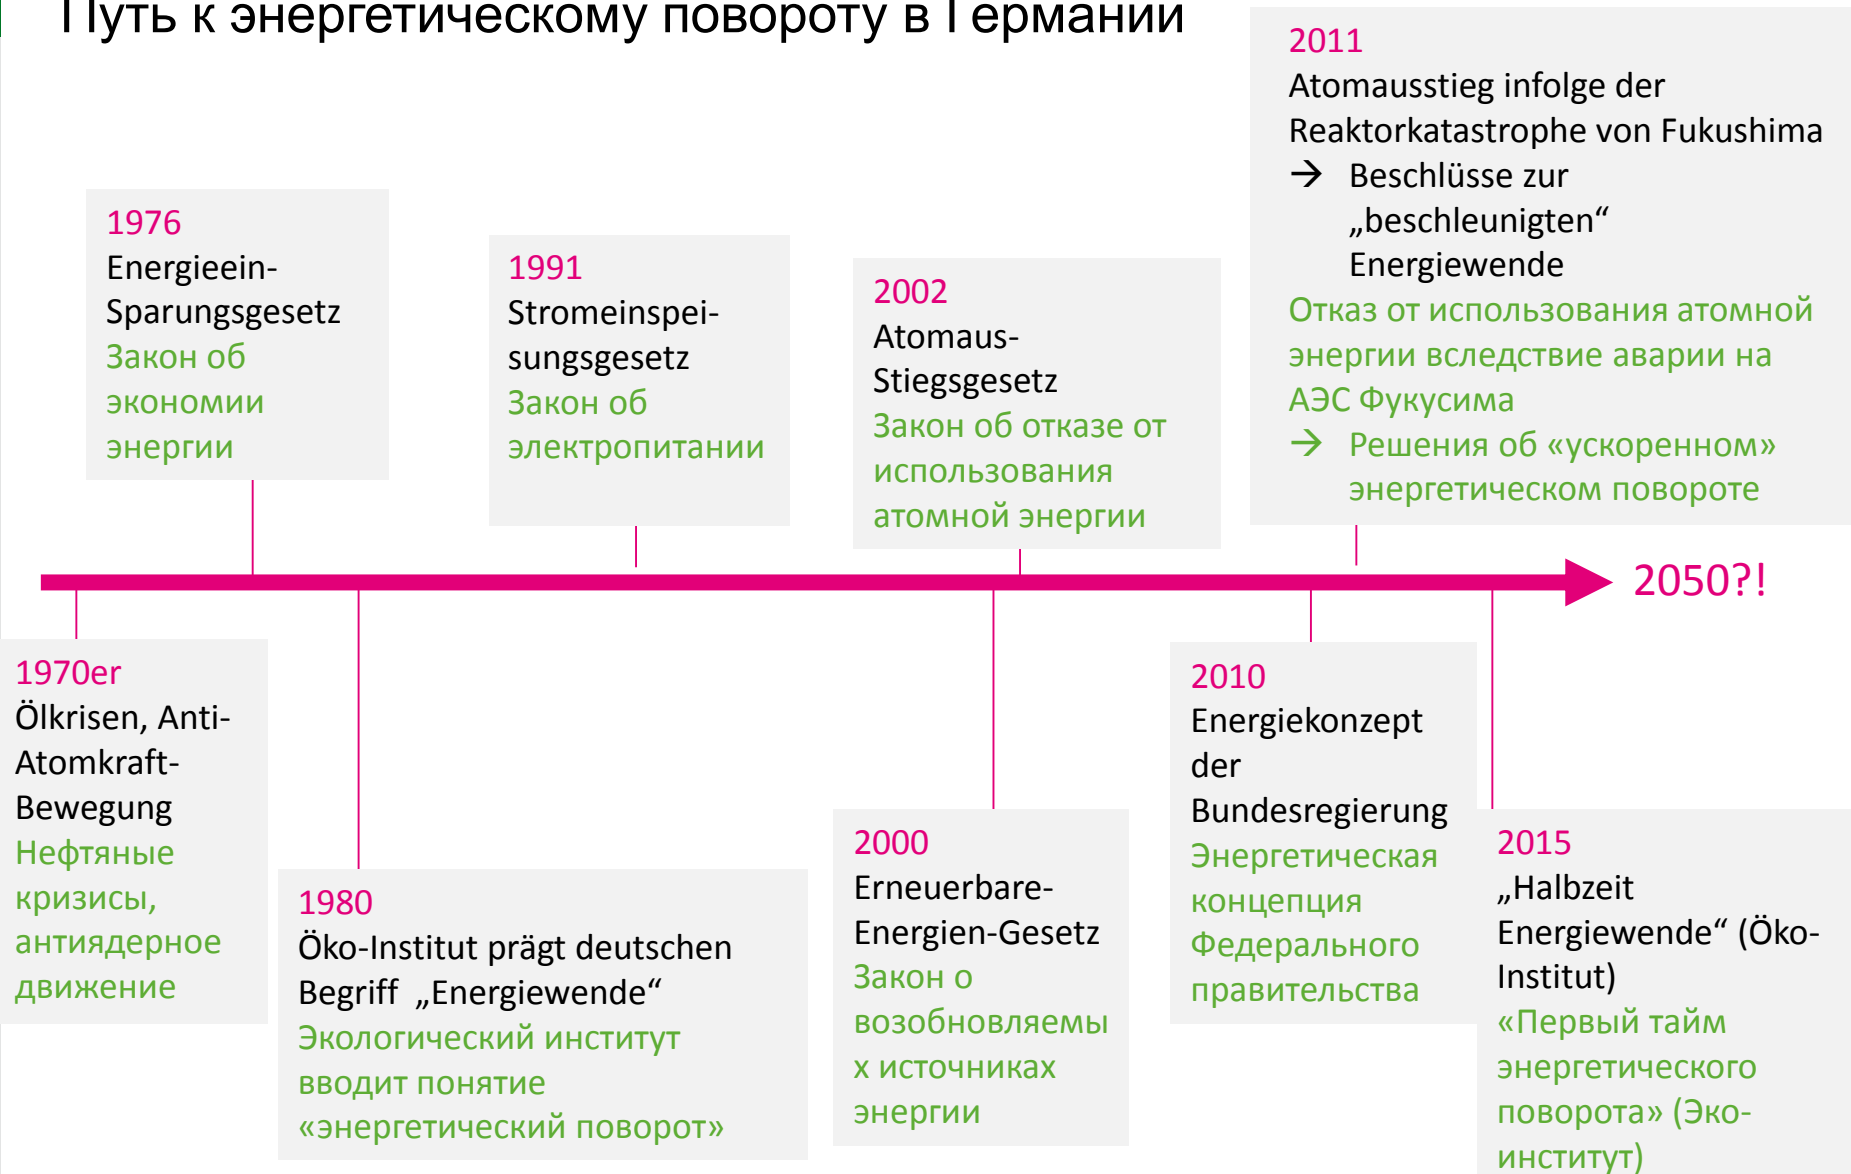 Путь к энергетическому повороту в Германии
2011
Atomausstieg infolge der
Reaktorkatastrophe von Fukushima
→ Beschlüsse zur
„beschleunigten“
Energiewende
Отказ от использования атомной
энергии вследствие аварии на
АЭС Фукусима
→ Решения об «ускоренном»
энергетическом повороте
1976
Energieein-
Sparungsgesetz
Закон об
экономии
энергии
1991
Stromeinspei-
sungsgesetz
Закон об
электропитании
2002
Atomaus-
Stiegsgesetz
Закон об отказе от
использования
атомной энергии
2050?!
1970er
Ölkrisen, Anti-
Atomkraft-
Bewegung
Нефтяные
кризисы,
антиядерное
движение
1980
Öko-Institut prägt deutschen
Begriff „Energiewende“
Экологический институт
вводит понятие
«энергетический поворот»
2000
Erneuerbare-
Energien-Gesetz
Закон о
возобновляемы
х источниках
энергии
2010
Energiekonzept
der
Bundesregierung
Энергетическая
концепция
Федерального
правительства
2015
„Halbzeit
Energiewende“ (Öko-
Institut)
«Первый тайм
энергетического
поворота» (Эко-
институт)